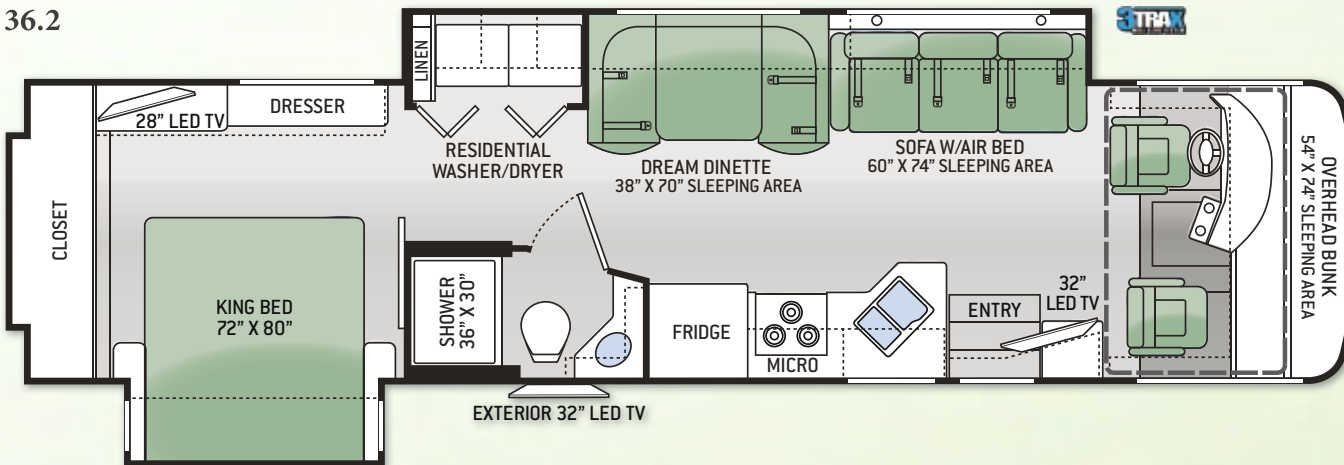 36.2
3TRAX
LINEN
28” LED TV
DRESSER
RESIDENTIAL
WASHER/DRYER
DREAM DINETTE
38” X 70” SLEEPING AREA
SOFA W/AIR BED
60” X 74” SLEEPING AREA
OVERHEAD BUNK
54” X 74” SLEEPING AREA
CLOSET
KING BED
72” X 80”
SHOWER
36” X 30”
FRIDGE
MICRO
ENTRY
32”
LED TV
EXTERIOR 32” LED TV